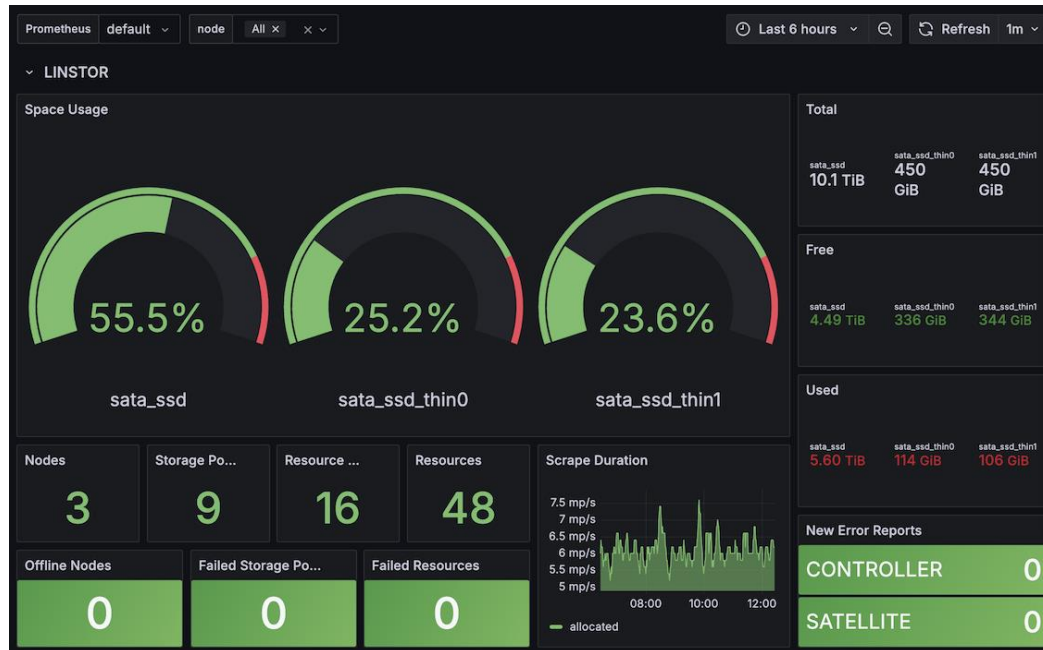 Prometheus default node All × ×
Last 6 hours Refresh 1m
LINSTOR
Space Usage
55.5%
sata_ssd
25.2%
sata_ssd_thin0
23.6%
sata_ssd_thin1
Total
sata_ssd
10.1 TiB
sata_ssd_thin0
450
GiB
sata_ssd_thin1
450
GiB
Free
sata_ssd
4.49 TiB
sata_ssd_thin0
336 GiB
sata_ssd_thin1
344 GiB
Used
sata_ssd
5.60 TiB
sata_ssd_thin0
114 GiB
sata_ssd_thin1
106 GiB
Nodes
3
Storage Po...
9
Resource ...
16
Resources
48
Scrape Duration
7.5 mp/s
7 mp/s
6.5 mp/s
6 mp/s
5.5 mp/s
5 mp/s
08:00 10:00 12:00
allocated
Offline Nodes
0
Failed Storage Po...
0
Failed Resources
0
New Error Reports
CONTROLLER 0
SATELLITE 0